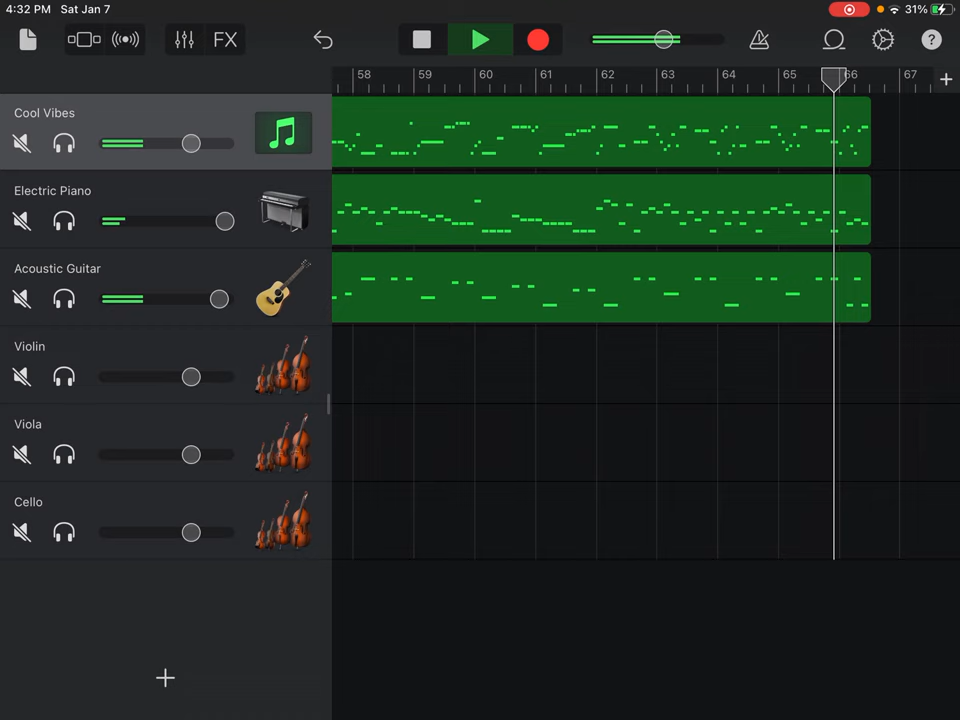 4:32 PM Sat Jan 7 31%
FX ?
58 59 60 61 62 63 64 65 66 67 +
Cool Vibes
Electric Piano
Acoustic Guitar
Violin
Viola
Cello
+